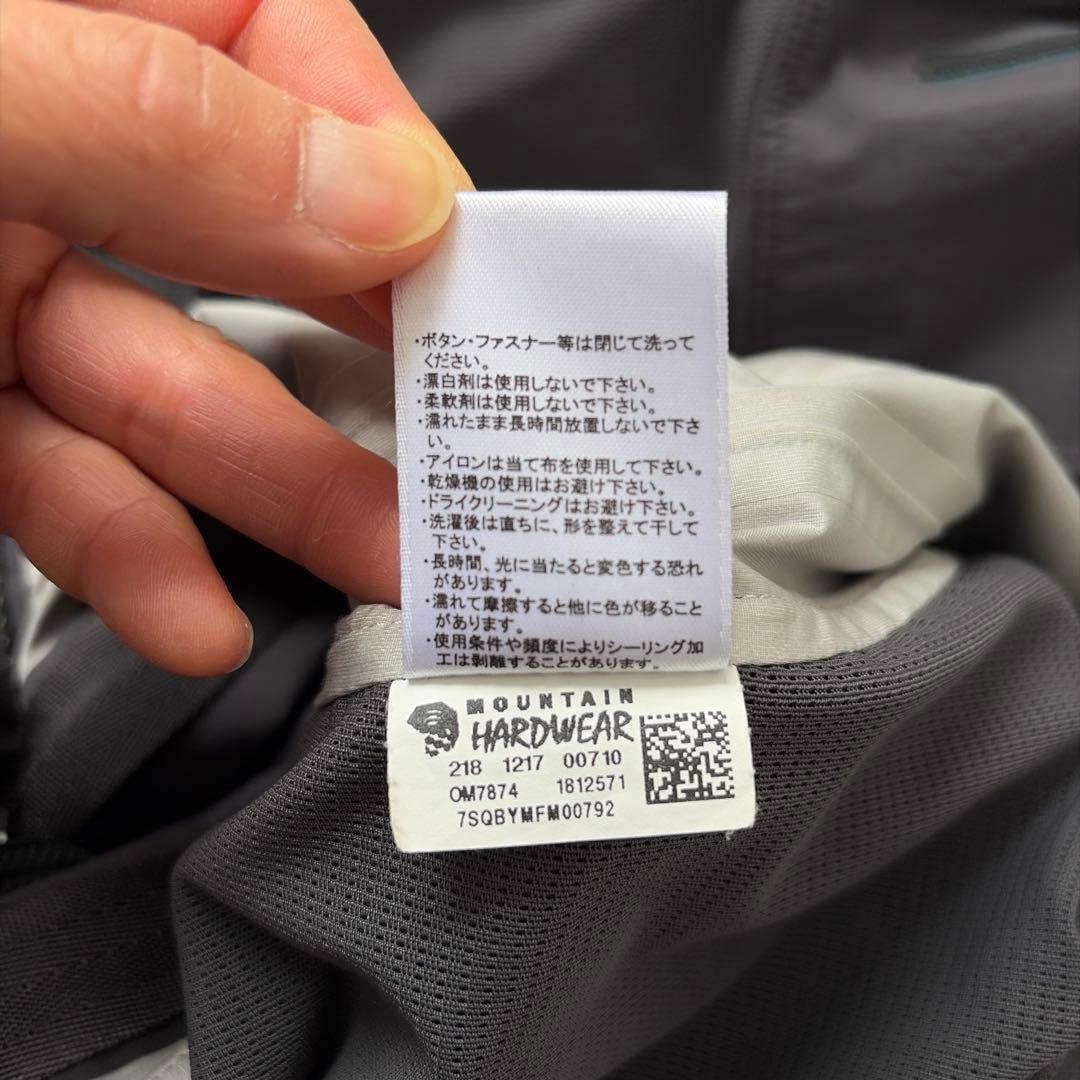 ・ボタン・ファスナー等は閉じて洗って
ください。
・漂白剤は使用しないで下さい。
・柔軟剤は使用しないで下さい。
・濡れたまま長時間放置しないで下さ
い。
・アイロンは当て布を使用して下さい。
・乾燥機の使用はお避け下さい。
・ドライクリーニングはお避け下さい。
・洗濯後は直ちに、形を整えて干して
下さい。
・長時間、光に当たると変色する恐れ
があります。
・濡れて摩擦すると他に色が移ること
があります。
・使用条件や頻度によりシーリング加
工は剥離することがあります。
MOUNTAIN
HARDWEAR
218 1217 00710
OM7874 1812571
7SQBYMFM00792